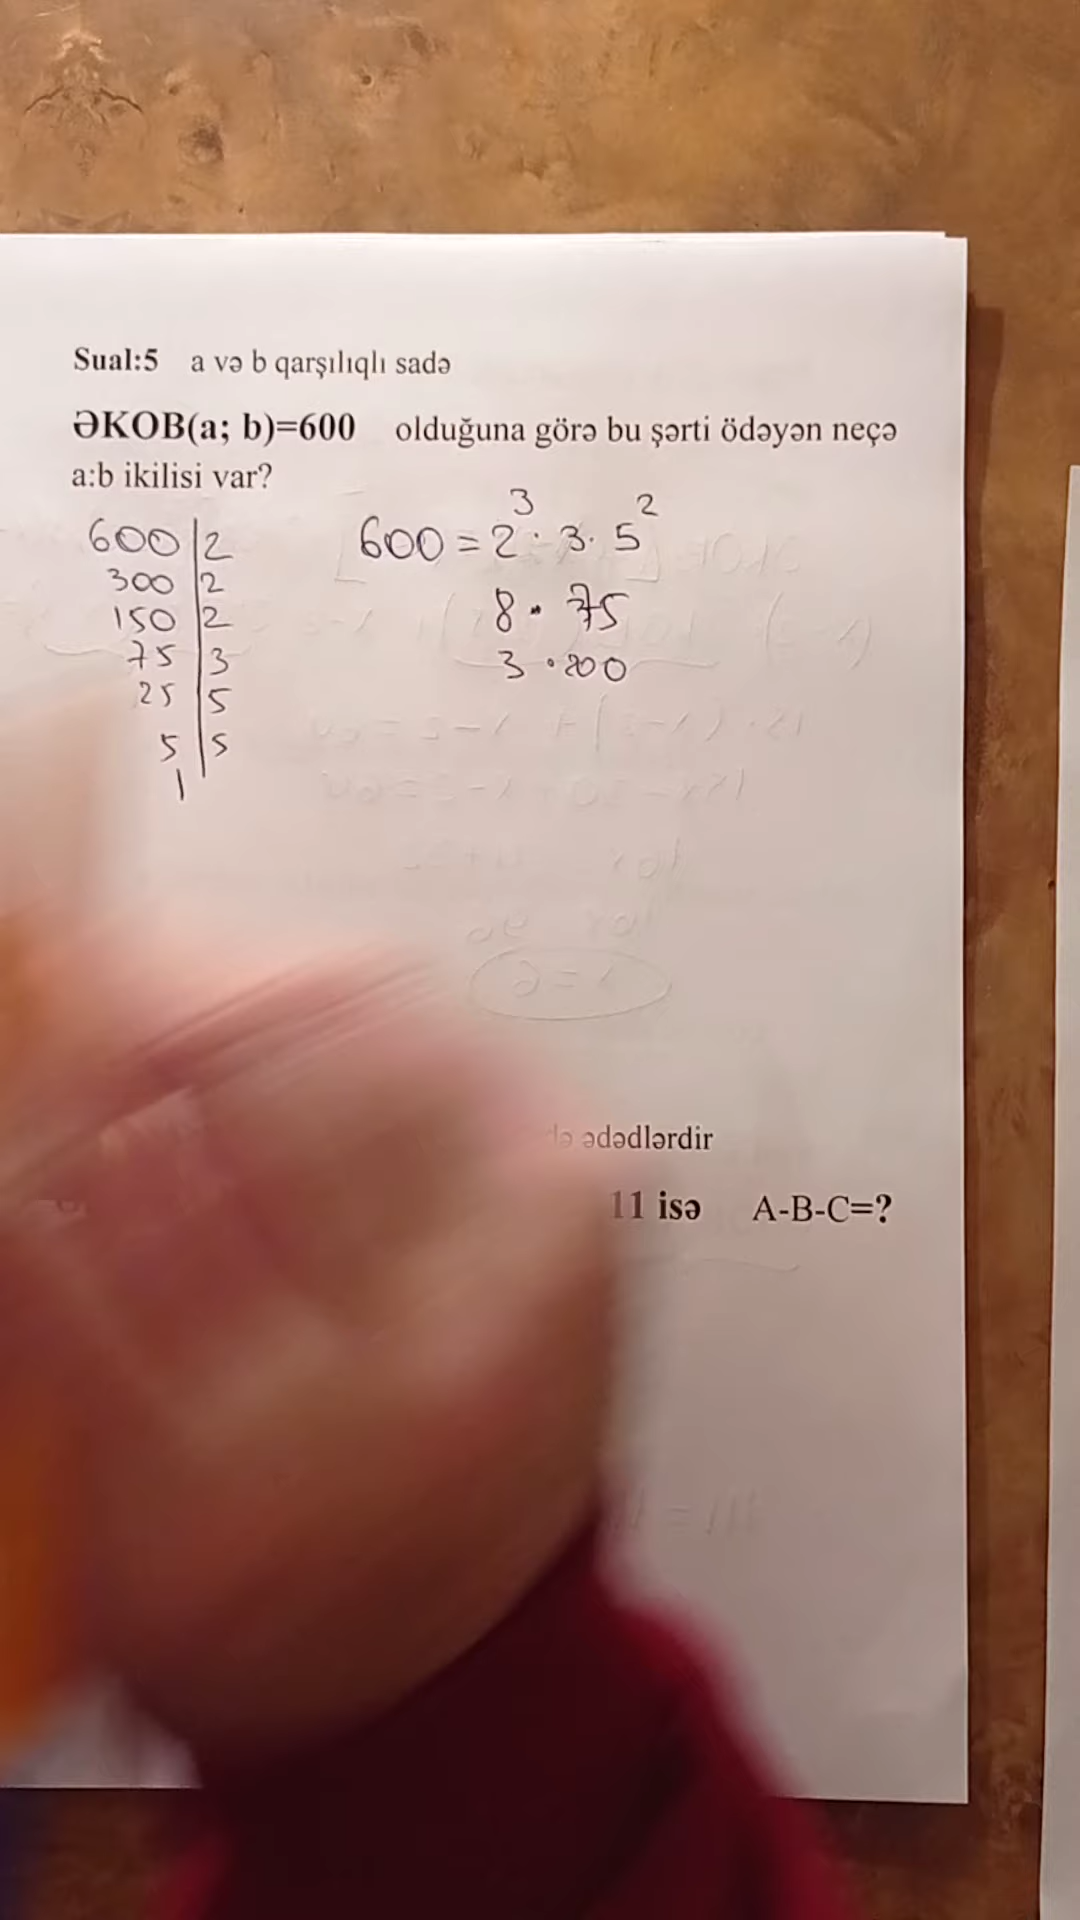 Sual:5 a və b qarşılıqlı sadə
ƏKOB(a; b)=600 olduğuna görə bu şərti ödəyən neçə
a:b ikilisi var?
600 | 2
300 | 2
150 | 2
75 | 3
25 | 5
5 | 5
1
600 = 2³ · 3 · 5²
8 · 75
3 · 200
ədədlərdir
11 isə A-B-C=?